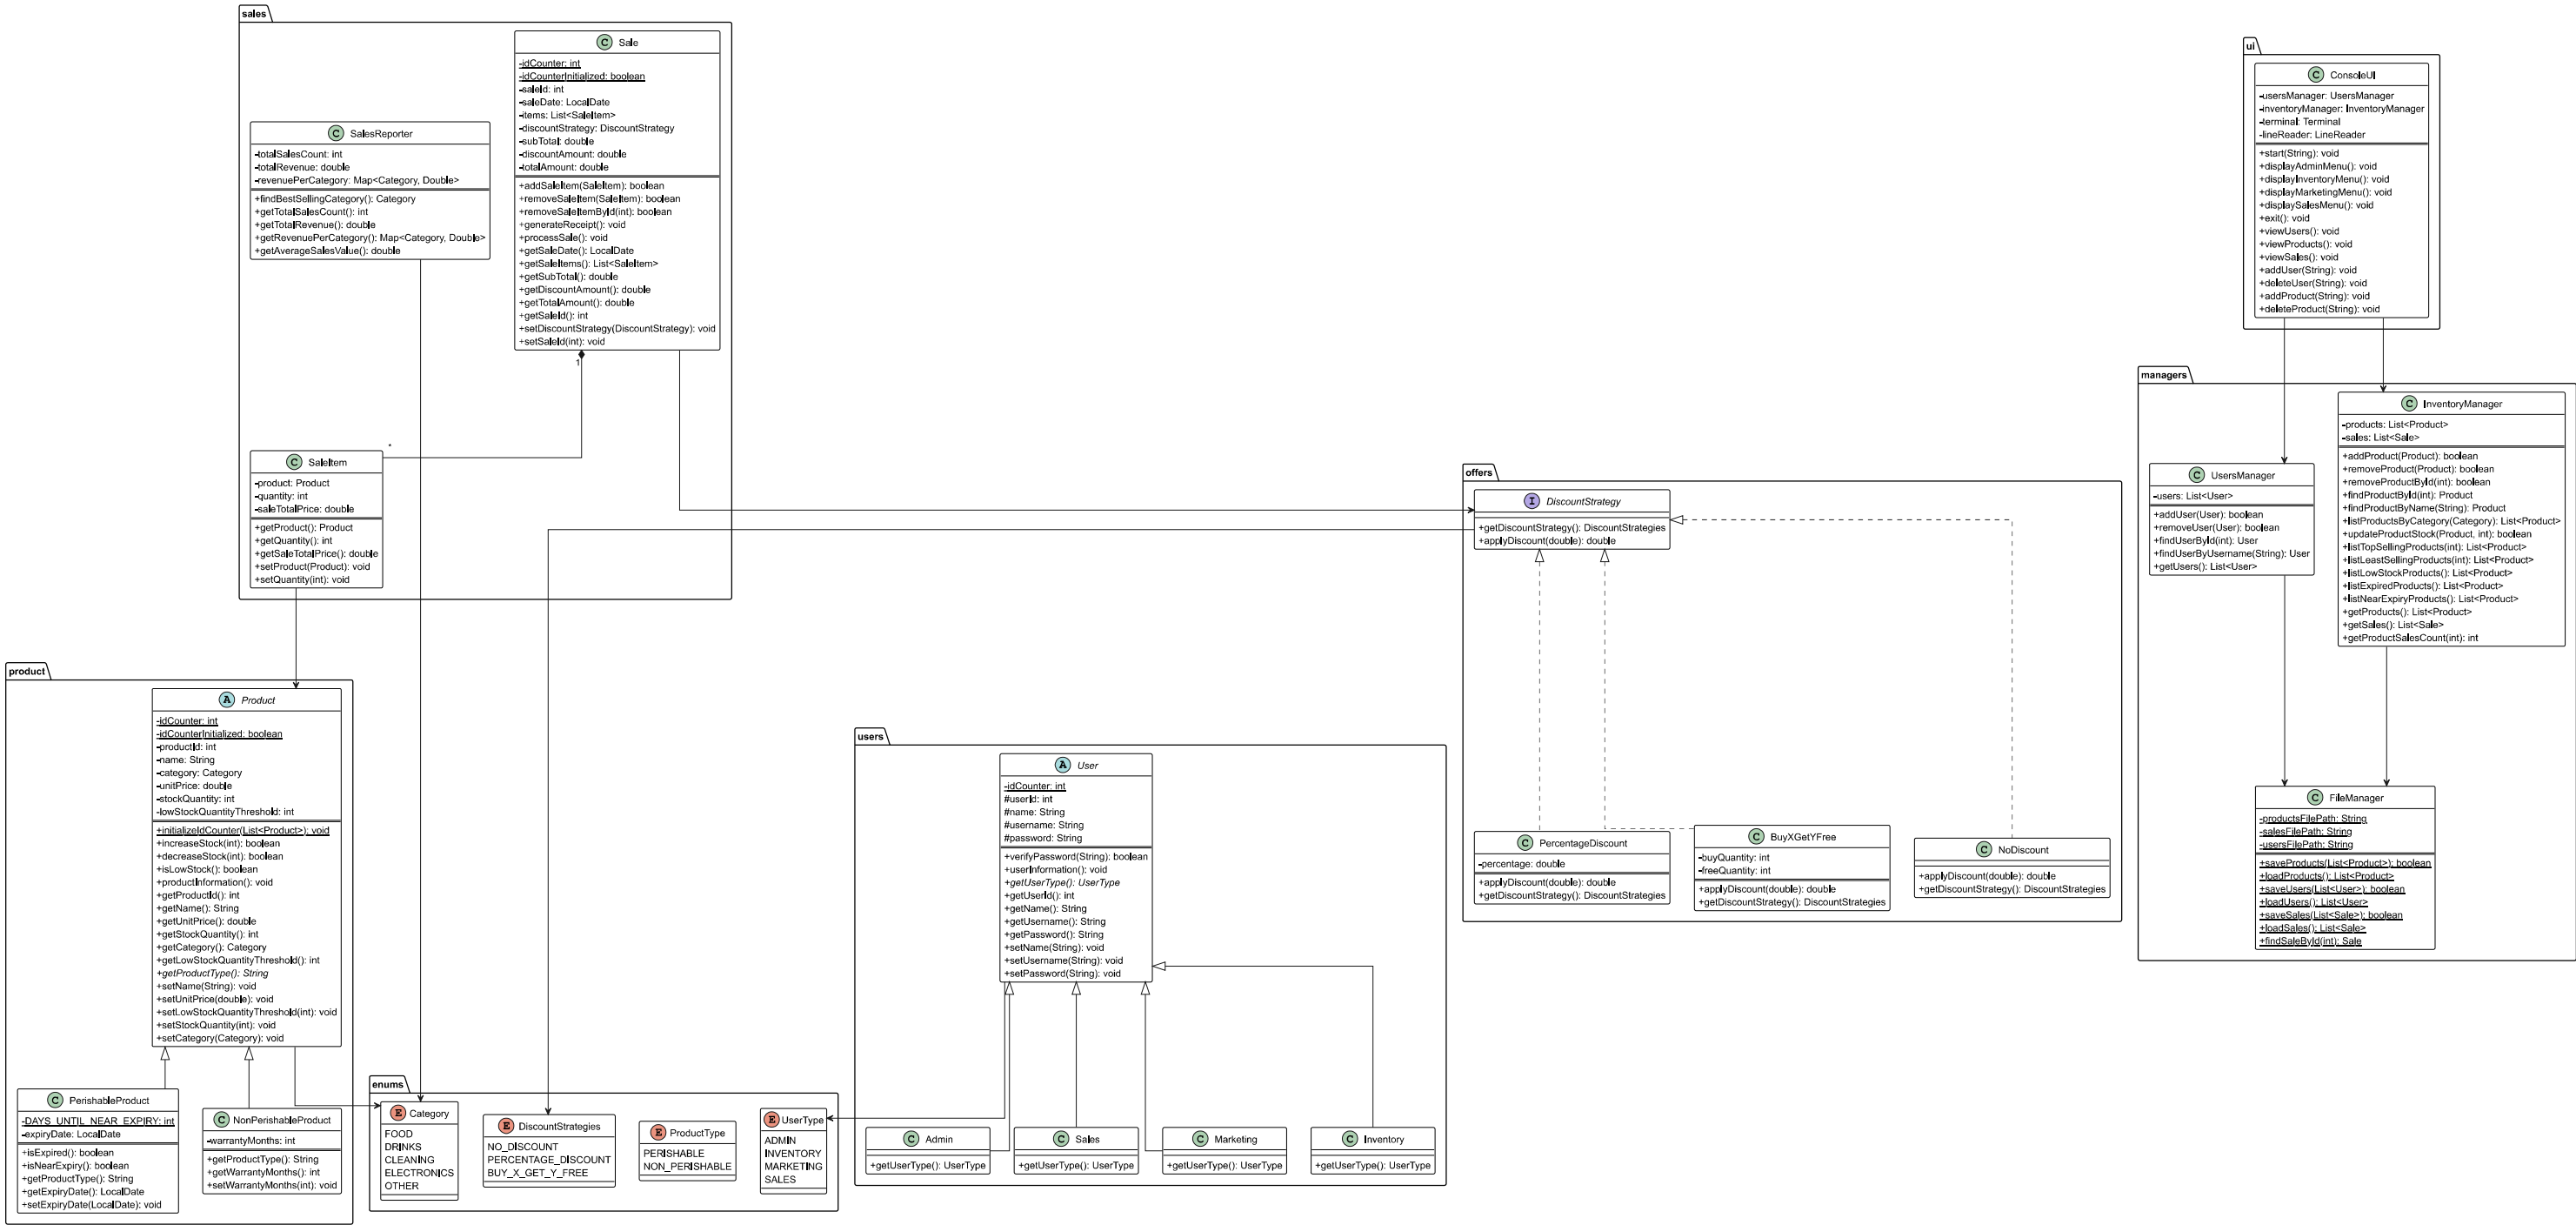 sales
C Sale
-idCounter: int
-idCounterInitialized: boolean
-saleId: int
-saleDate: LocalDate
-items: List<SaleItem>
-discountStrategy: DiscountStrategy
-subTotal: double
-discountAmount: double
-totalAmount: double
+addSaleItem(SaleItem): boolean
+removeSaleItem(SaleItem): boolean
+removeSaleItemById(int): boolean
+generateReceipt(): void
+processSale(): void
+getSaleDate(): LocalDate
+getSaleItems(): List<SaleItem>
+getSubTotal(): double
+getDiscountAmount(): double
+getTotalAmount(): double
+getSaleId(): int
+setDiscountStrategy(DiscountStrategy): void
+setSaleId(int): void
1
*
C SalesReporter
-totalSalesCount: int
-totalRevenue: double
-revenuePerCategory: Map<Category, Double>
+findBestSellingCategory(): Category
+getTotalSalesCount(): int
+getTotalRevenue(): double
+getRevenuePerCategory(): Map<Category, Double>
+getAverageSalesValue(): double
C SaleItem
-product: Product
-quantity: int
-saleTotalPrice: double
+getProduct(): Product
+getQuantity(): int
+getSaleTotalPrice(): double
+setProduct(Product): void
+setQuantity(int): void
ui
C ConsoleUI
-usersManager: UsersManager
-inventoryManager: InventoryManager
-terminal: Terminal
-lineReader: LineReader
+start(String): void
+displayAdminMenu(): void
+displayInventoryMenu(): void
+displayMarketingMenu(): void
+displaySalesMenu(): void
+exit(): void
+viewUsers(): void
+viewProducts(): void
+viewSales(): void
+addUser(String): void
+deleteUser(String): void
+addProduct(String): void
+deleteProduct(String): void
managers
C InventoryManager
-products: List<Product>
-sales: List<Sale>
+addProduct(Product): boolean
+removeProduct(Product): boolean
+removeProductById(int): boolean
+findProductById(int): Product
+findProductByName(String): Product
+listProductsByCategory(Category): List<Product>
+updateProductStock(Product, int): boolean
+listTopSellingProducts(int): List<Product>
+listLeastSellingProducts(int): List<Product>
+listLowStockProducts(): List<Product>
+listExpiredProducts(): List<Product>
+listNearExpiryProducts(): List<Product>
+getProducts(): List<Product>
+getSales(): List<Sale>
+getProductSalesCount(int): int
C UsersManager
-users: List<User>
+addUser(User): boolean
+removeUser(User): boolean
+findUserById(int): User
+findUserByUsername(String): User
+getUsers(): List<User>
C FileManager
-productsFilePath: String
-salesFilePath: String
-usersFilePath: String
+saveProducts(List<Product>): boolean
+loadProducts(): List<Product>
+saveUsers(List<User>): boolean
+loadUsers(): List<User>
+saveSales(List<Sale>): boolean
+loadSales(): List<Sale>
+findSaleById(int): Sale
offers
I DiscountStrategy
+getDiscountStrategy(): DiscountStrategies
+applyDiscount(double): double
C PercentageDiscount
-percentage: double
+applyDiscount(double): double
+getDiscountStrategy(): DiscountStrategies
C BuyXGetYFree
-buyQuantity: int
-freeQuantity: int
+applyDiscount(double): double
+getDiscountStrategy(): DiscountStrategies
C NoDiscount
+applyDiscount(double): double
+getDiscountStrategy(): DiscountStrategies
product
A Product
-idCounter: int
-idCounterInitialized: boolean
-productId: int
-name: String
-category: Category
-unitPrice: double
-stockQuantity: int
-lowStockQuantityThreshold: int
+initializeIdCounter(List<Product>): void
+increaseStock(int): boolean
+decreaseStock(int): boolean
+isLowStock(): boolean
+productInformation(): void
+getProductId(): int
+getName(): String
+getUnitPrice(): double
+getStockQuantity(): int
+getCategory(): Category
+getLowStockQuantityThreshold(): int
+getProductType(): String
+setName(String): void
+setUnitPrice(double): void
+setLowStockQuantityThreshold(int): void
+setStockQuantity(int): void
+setCategory(Category): void
C PerishableProduct
-DAYS_UNTIL_NEAR_EXPIRY: int
-expiryDate: LocalDate
+isExpired(): boolean
+isNearExpiry(): boolean
+getProductType(): String
+getExpiryDate(): LocalDate
+setExpiryDate(LocalDate): void
C NonPerishableProduct
-warrantyMonths: int
+getProductType(): String
+getWarrantyMonths(): int
+setWarrantyMonths(int): void
users
A User
-idCounter: int
#userId: int
#name: String
#username: String
#password: String
+verifyPassword(String): boolean
+userInformation(): void
+getUserType(): UserType
+getUserId(): int
+getName(): String
+getUsername(): String
+getPassword(): String
+setName(String): void
+setUsername(String): void
+setPassword(String): void
C Admin
+getUserType(): UserType
C Sales
+getUserType(): UserType
C Marketing
+getUserType(): UserType
C Inventory
+getUserType(): UserType
enums
E Category
FOOD
DRINKS
CLEANING
ELECTRONICS
OTHER
E DiscountStrategies
NO_DISCOUNT
PERCENTAGE_DISCOUNT
BUY_X_GET_Y_FREE
E ProductType
PERISHABLE
NON_PERISHABLE
E UserType
ADMIN
INVENTORY
MARKETING
SALES